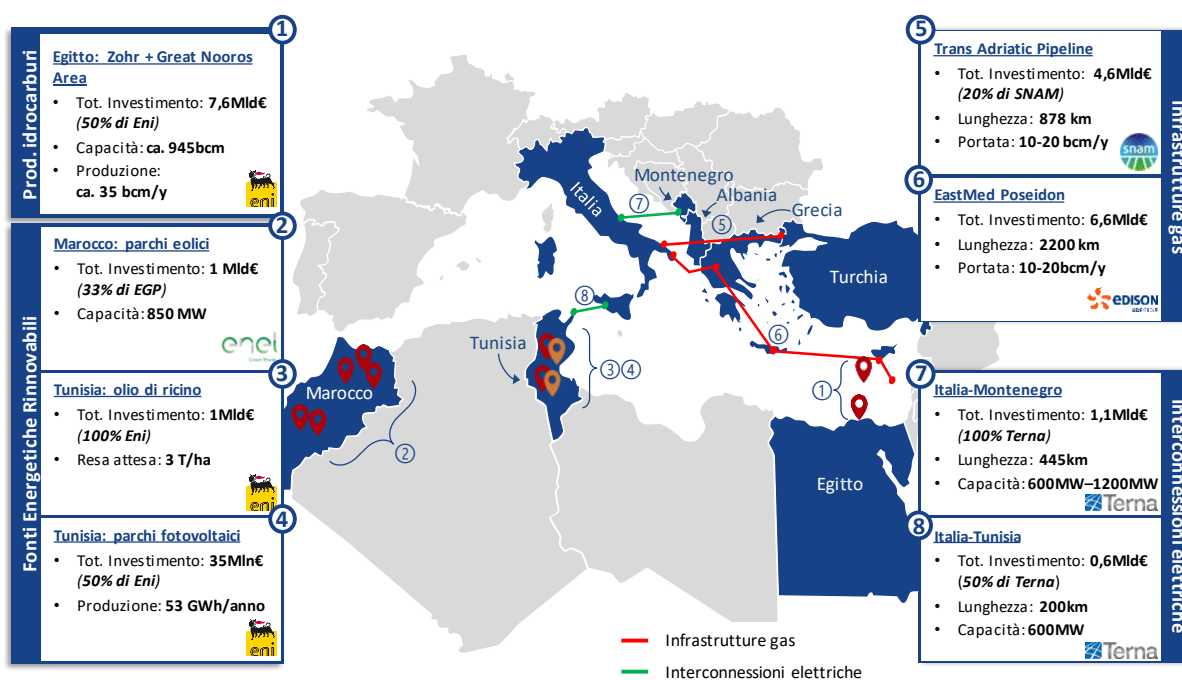 Prod. idrocarburi
1
Egitto: Zohr + Great Nooros
Area
• Tot. Investimento: 7,6Mld€
(50% di Eni)
• Capacità: ca. 945bcm
• Produzione:
ca. 35 bcm/y
eni
Fonti Energetiche Rinnovabili
2
Marocco: parchi eolici
• Tot. Investimento: 1 Mld€
(33% di EGP)
• Capacità: 850 MW
enel
Green Power
3
Tunisia: olio di ricino
• Tot. Investimento: 1Mld€
(100% Eni)
• Resa attesa: 3 T/ha
eni
4
Tunisia: parchi fotovoltaici
• Tot. Investimento: 35Mln€
(50% di Eni)
• Produzione: 53 GWh/anno
eni
Italia
Montenegro
7
Albania
5
Grecia
Turchia
8
Tunisia
3 4
6
1
Marocco
2
Egitto
Infrastrutture gas
Interconnessioni elettriche
Infrastrutture gas
5
Trans Adriatic Pipeline
• Tot. Investimento: 4,6Mld€
(20% di SNAM)
• Lunghezza: 878 km
• Portata: 10-20 bcm/y
snam
6
EastMed Poseidon
• Tot. Investimento: 6,6Mld€
• Lunghezza: 2200 km
• Portata: 10-20bcm/y
EDISON
EDF GROUP
Interconnessioni elettriche
7
Italia-Montenegro
• Tot. Investimento: 1,1Mld€
(100% Terna)
• Lunghezza: 445km
• Capacità: 600MW–1200MW
Terna
8
Italia-Tunisia
• Tot. Investimento: 0,6Mld€
(50% di Terna)
• Lunghezza: 200km
• Capacità: 600MW
Terna